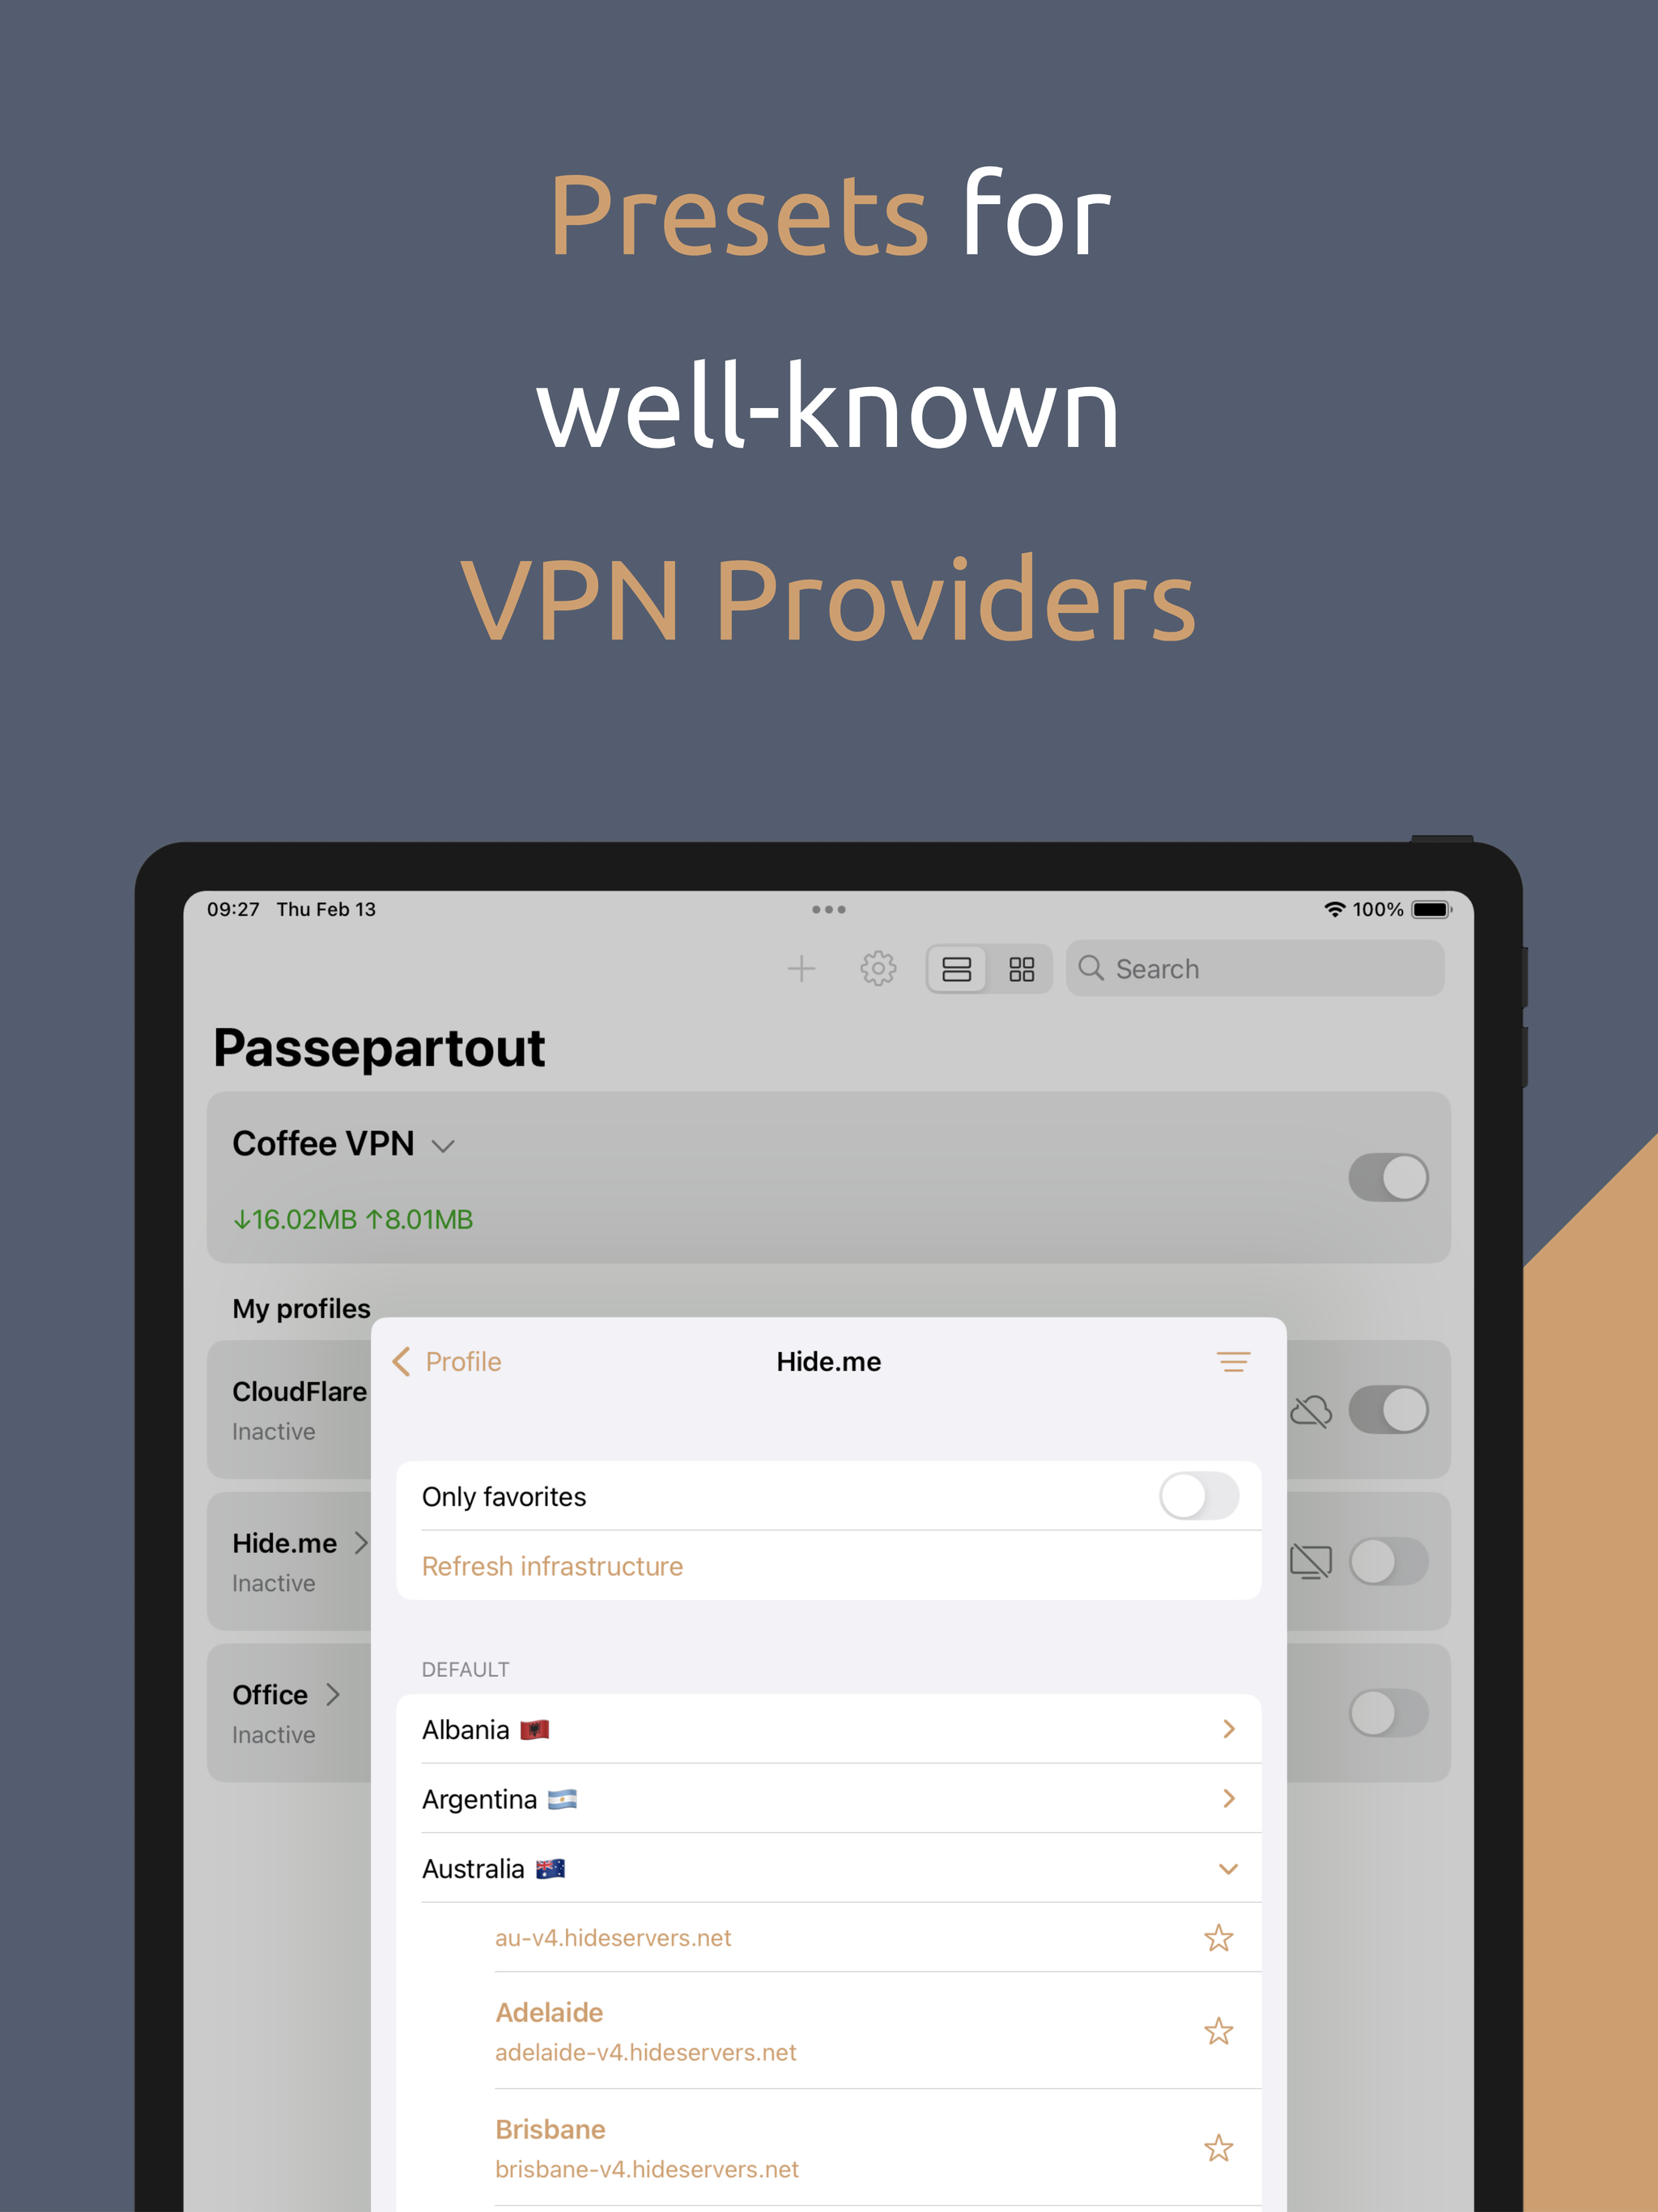 Presets for
well-known
VPN Providers
09:27 Thu Feb 13
100%
Search
Passepartout
Coffee VPN
↓16.02MB ↑8.01MB
My profiles
CloudFlare
Inactive
Hide.me
Inactive
Office
Inactive
Profile
Hide.me
Only favorites
Refresh infrastructure
DEFAULT
Albania
Argentina
Australia
au-v4.hideservers.net
Adelaide
adelaide-v4.hideservers.net
Brisbane
brisbane-v4.hideservers.net